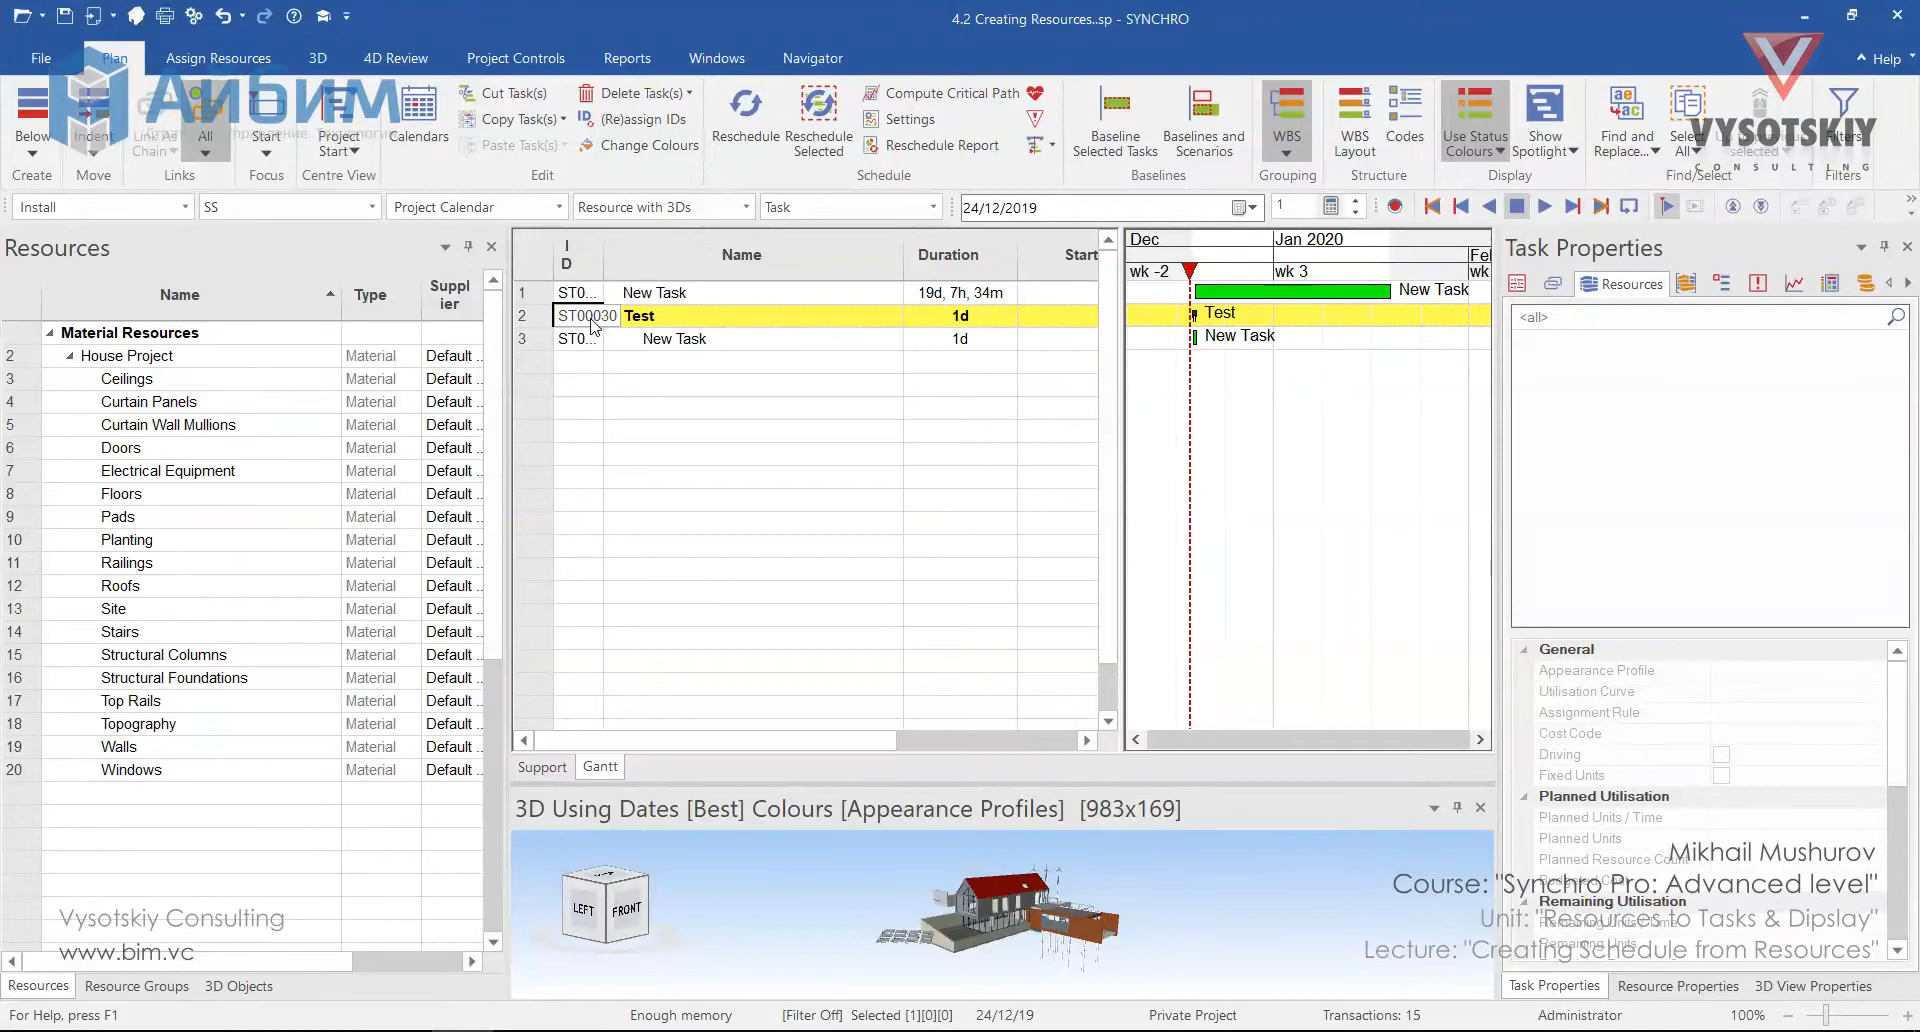 4.2 Creating Resources..sp - SYNCHRO
File
Plan
Assign Resources
3D
4D Review
Project Controls
Reports
Windows
Navigator
Help
Айбим
Below
Create
Indent
Move
Link As
Chain
All
Links
Start
Focus
Project
Start
Centre View
Calendars
Cut Task(s)
Copy Task(s)
Paste Task(s)
Delete Task(s)
(Re)assign IDs
Change Colours
Edit
Reschedule
Reschedule
Selected
Compute Critical Path
Settings
Reschedule Report
Schedule
Baseline
Selected Tasks
Baselines and
Scenarios
Baselines
WBS
Grouping
WBS
Layout
Codes
Structure
Use Status
Colours
Show
Spotlight
Display
Find and
Replace...
Select
All
selected
Find/Select
Filters
Filters
VYSOTSKIY
CONSULTING
Install
SS
Project Calendar
Resource with 3Ds
Task
24/12/2019
1
Resources
Name Type Suppl
ier
Material Resources
2 House Project Material Default ..
3 Ceilings Material Default ..
4 Curtain Panels Material Default ..
5 Curtain Wall Mullions Material Default ..
6 Doors Material Default ..
7 Electrical Equipment Material Default ..
8 Floors Material Default ..
9 Pads Material Default ..
10 Planting Material Default ..
11 Railings Material Default ..
12 Roofs Material Default ..
13 Site Material Default ..
14 Stairs Material Default ..
15 Structural Columns Material Default ..
16 Structural Foundations Material Default ..
17 Top Rails Material Default ..
18 Topography Material Default ..
19 Walls Material Default ..
20 Windows Material Default ..
Vysotskiy Consulting
www.bim.vc
Resources
Resource Groups
3D Objects
I
D
Name Duration Start
1 ST0... New Task 19d, 7h, 34m
2 ST00030 Test 1d
3 ST0... New Task 1d
Dec Jan 2020 Fel
wk -2 wk 3 wk
New Task
Test
New Task
Support
Gantt
3D Using Dates [Best] Colours [Appearance Profiles] [983x169]
LEFT
FRONT
Task Properties
Resources
<all>
General
Appearance Profile
Utilisation Curve
Assignment Rule
Cost Code
Driving
Fixed Units
Planned Utilisation
Planned Units / Time
Planned Units
Planned Resource Count
Mikhail Mushurov
Course: "Synchro Pro: Advanced level"
Remaining Utilisation
Unit: "Resources to Tasks & Dipslay"
Lecture: "Creating Schedule from Resources"
Task Properties
Resource Properties
3D View Properties
For Help, press F1
Enough memory
[Filter Off]
Selected [1][0][0]
24/12/19
Private Project
Transactions: 15
Administrator
100%